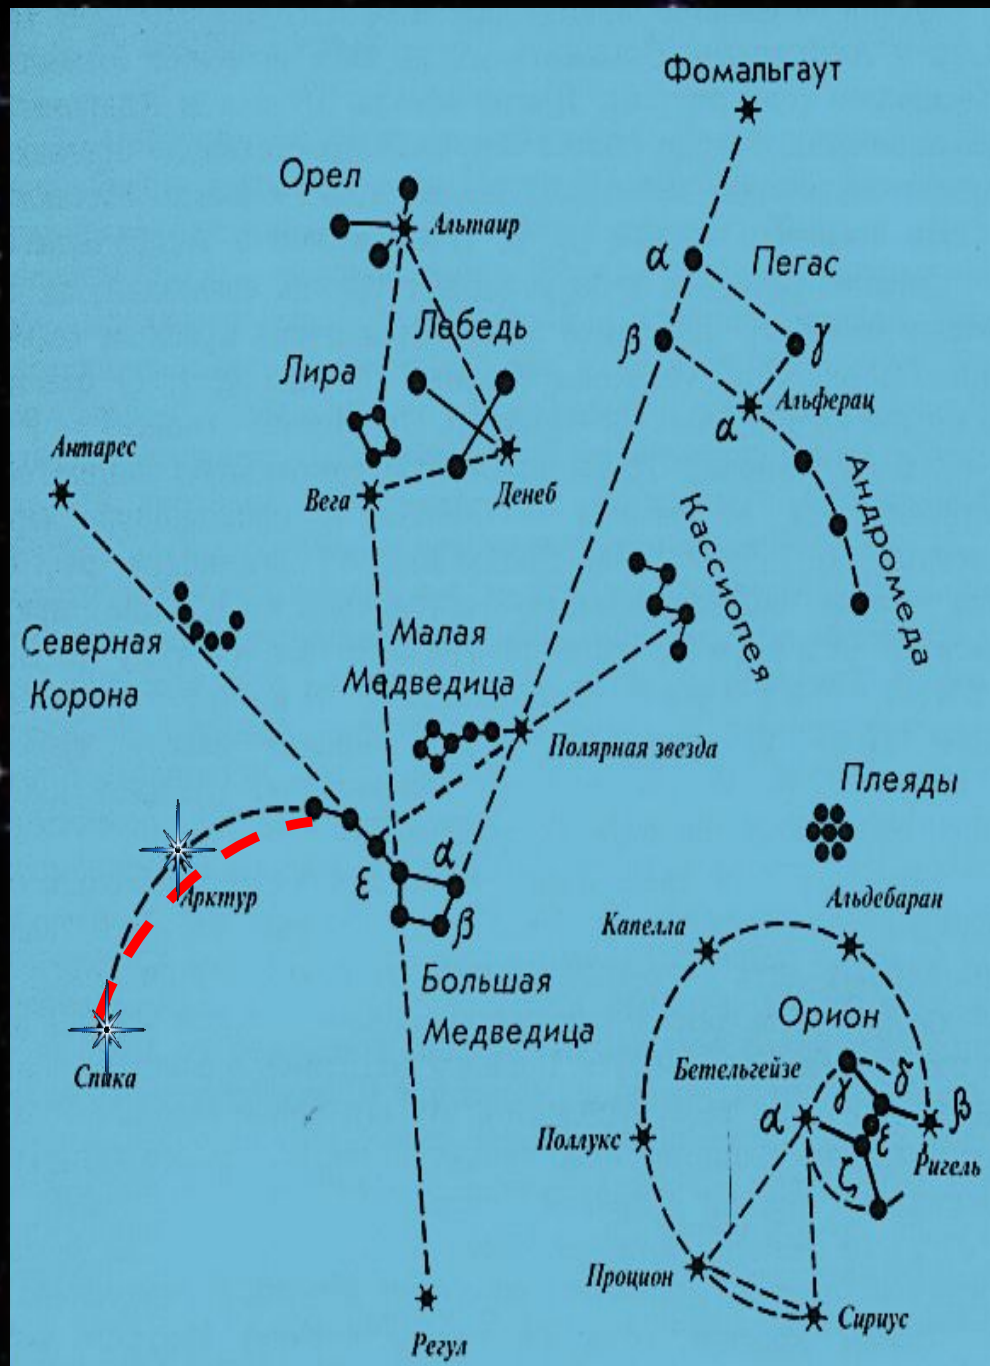 Фомальгаут
Орел
Альтаир
α
Пегас
Лебедь
β
γ
Лира
Альферац
α
Антарес
Вега
Денеб
Кассиопея
Андромеда
Северная
Корона
Малая
Медведица
Полярная звезда
Плеяды
α
ε
Арктур
Альдебаран
β
Капелла
Большая
Медведица
Орион
Спика
Бетельгейзе
γ
δ
α
β
ε
Поллукс
ζ
Ригель
Процион
Сириус
Регул